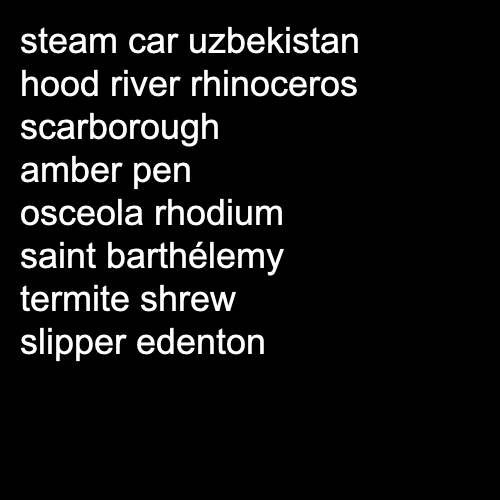 steam car uzbekistan
hood river rhinoceros
scarborough
amber pen
osceola rhodium
saint barthélemy
termite shrew
slipper edenton